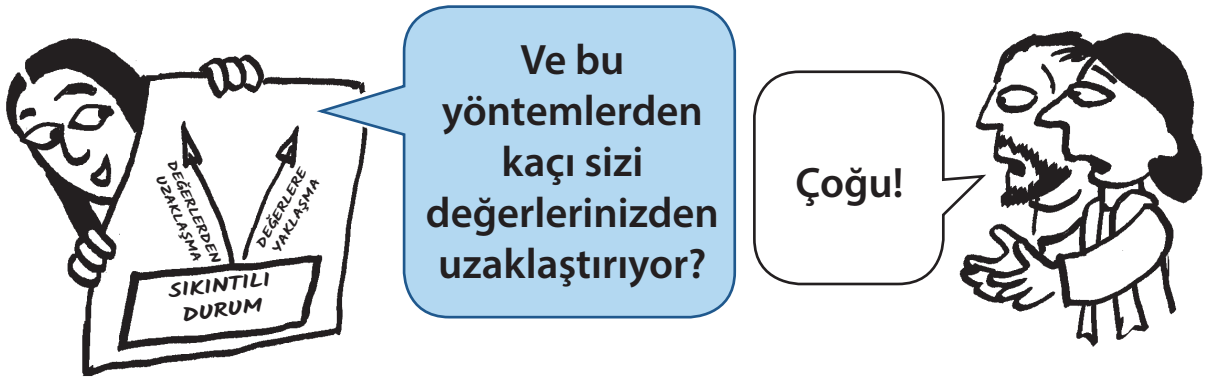 DEĞERLERDEN
UZAKLAŞMA
DEĞERLERE
YAKLAŞMA
SIKINTILI
DURUM
Ve bu
yöntemlerden
kaçı sizi
değerlerinizden
uzaklaştırıyor?
Çoğu!